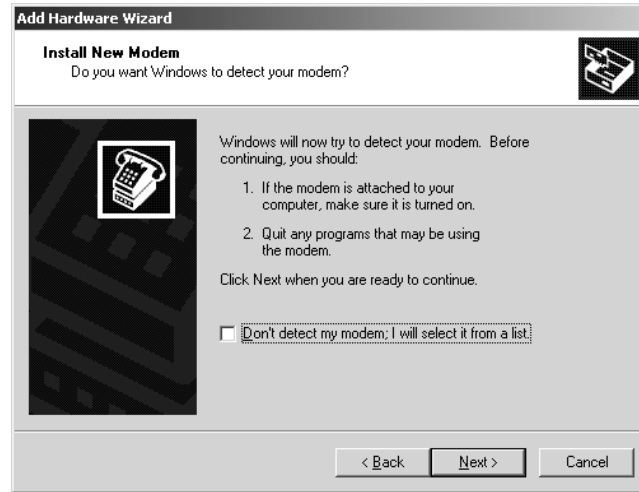 Add Hardware Wizard
Install New Modem
Do you want Windows to detect your modem?
Windows will now try to detect your modem. Before
continuing, you should:
1. If the modem is attached to your
computer, make sure it is turned on.
2. Quit any programs that may be using
the modem.
Click Next when you are ready to continue.
Don't detect my modem; I will select it from a list.
< Back
Next >
Cancel